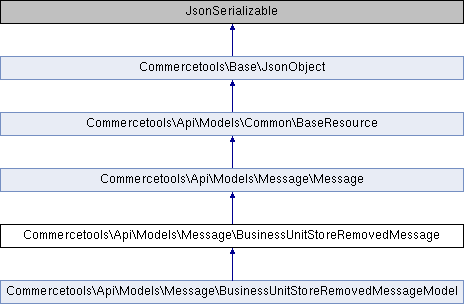 JsonSerializable
Commercetools\Base\JsonObject
Commercetools\Api\Models\Common\BaseResource
Commercetools\Api\Models\Message\Message
Commercetools\Api\Models\Message\BusinessUnitStoreRemovedMessage
Commercetools\Api\Models\Message\BusinessUnitStoreRemovedMessageModel